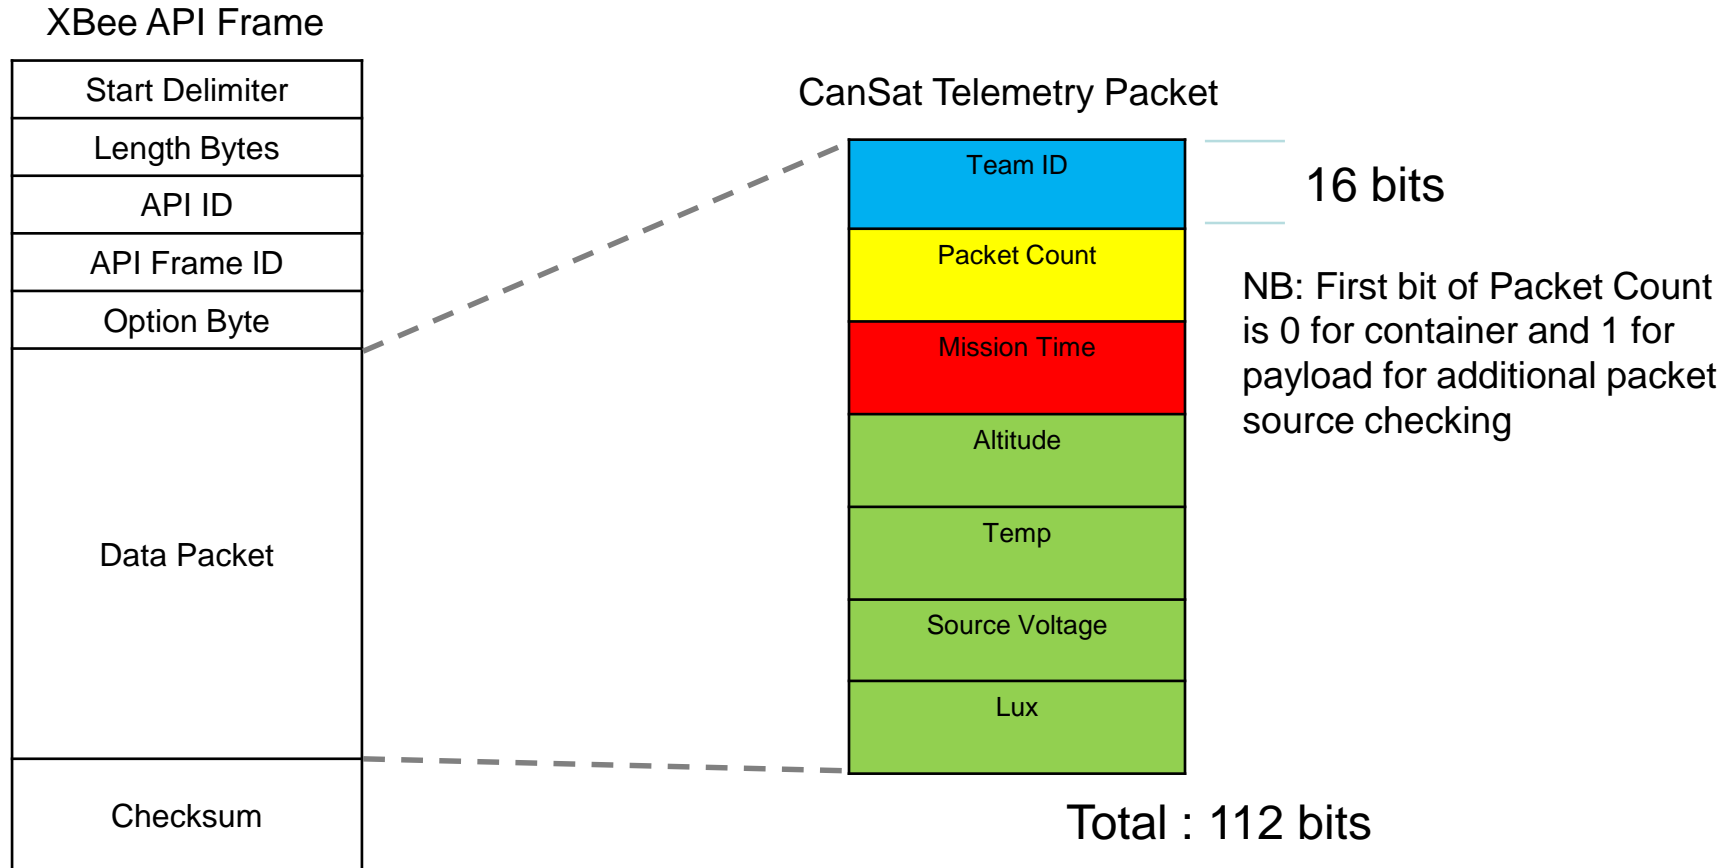 XBee API Frame
Start Delimiter
Length Bytes
API ID
API Frame ID
Option Byte
Data Packet
Checksum
CanSat Telemetry Packet
Team ID
Packet Count
Mission Time
Altitude
Temp
Source Voltage
Lux
16 bits
NB: First bit of Packet Count
is 0 for container and 1 for
payload for additional packet
source checking
Total : 112 bits